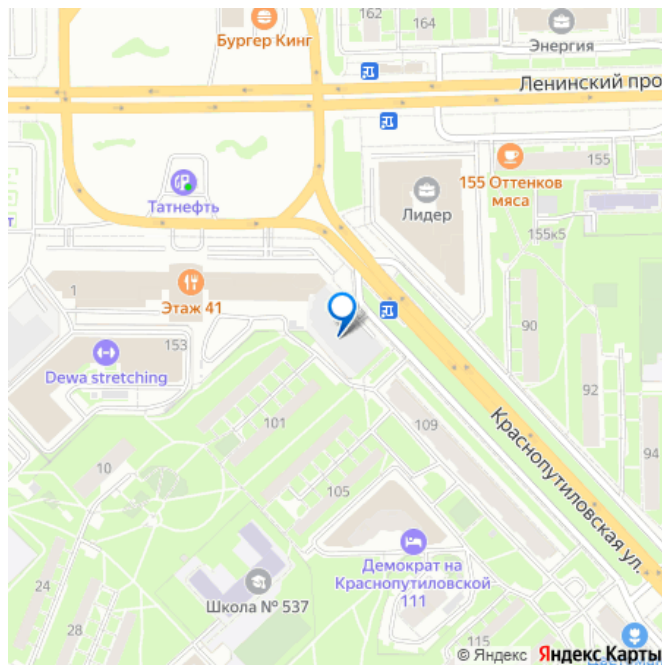 162
164
Бургер Кинг
Энергия
Ленинский про
155
155 Оттенков
мяса
Татнефть
Лидер
т
155к5
1
Этаж 41
90
153
Dewa stretching
92
101
109
Краснопутиловская ул.
94
10
105
Демократ на
Краснопутиловской
111
24
Школа № 537
28
115
© Яндекс Яндекс Карты